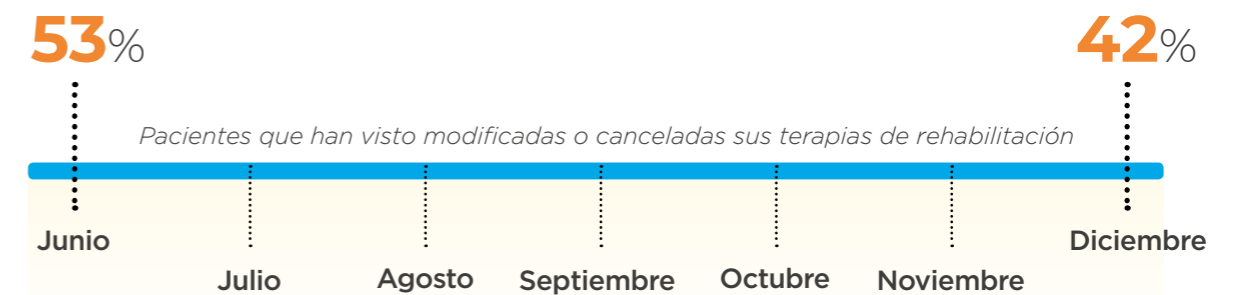 53%
42%
Pacientes que han visto modificadas o canceladas sus terapias de rehabilitación
Junio
Diciembre
Julio
Agosto
Septiembre
Octubre
Noviembre